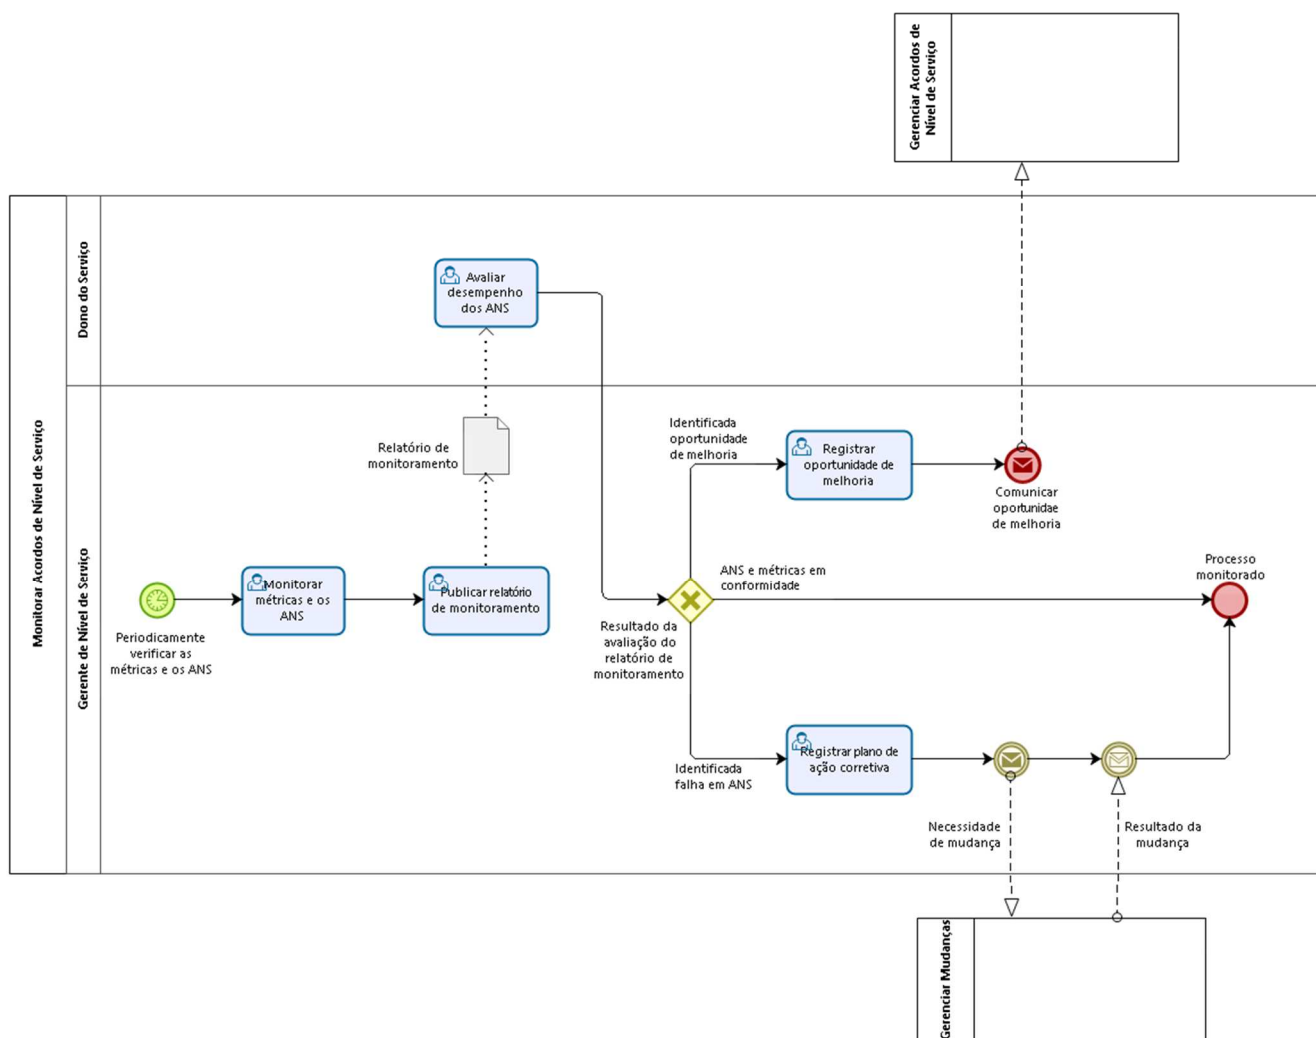 Gerenciar Acordos de
Nível de Serviço
Monitorar Acordos de Nível de Serviço
Dono do Serviço
Avaliar
desempenho
dos ANS
Gerente de Nível de Serviço
Relatório de
monitoramento
Identificada
oportunidade
de melhoria
Registrar
oportunidade de
melhoria
Comunicar
oportunidae
de melhoria
Periodicamente
verificar as
métricas e os ANS
Monitorar
métricas e os
ANS
Publicar relatório
de monitoramento
Resultado da
avaliação do
relatório de
monitoramento
ANS e métricas em
conformidade
Processo
monitorado
Identificada
falha em ANS
Registrar plano de
ação corretiva
Necessidade
de mudança
Resultado da
mudança
Gerenciar Mudanças